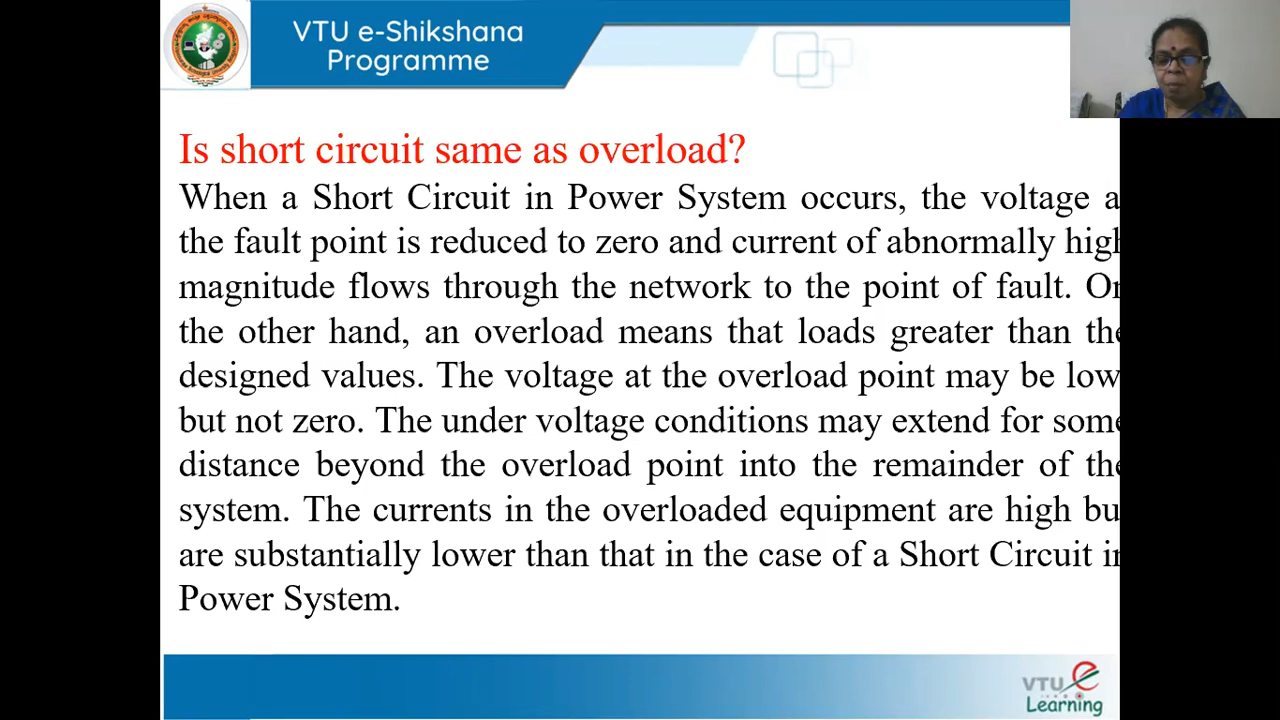 VTU e-Shikshana
Programme
Is short circuit same as overload?
When a Short Circuit in Power System occurs, the voltage a
the fault point is reduced to zero and current of abnormally high
magnitude flows through the network to the point of fault. On
the other hand, an overload means that loads greater than the
designed values. The voltage at the overload point may be low
but not zero. The under voltage conditions may extend for some
distance beyond the overload point into the remainder of the
system. The currents in the overloaded equipment are high bu
are substantially lower than that in the case of a Short Circuit in
Power System.
VTU e
Learning